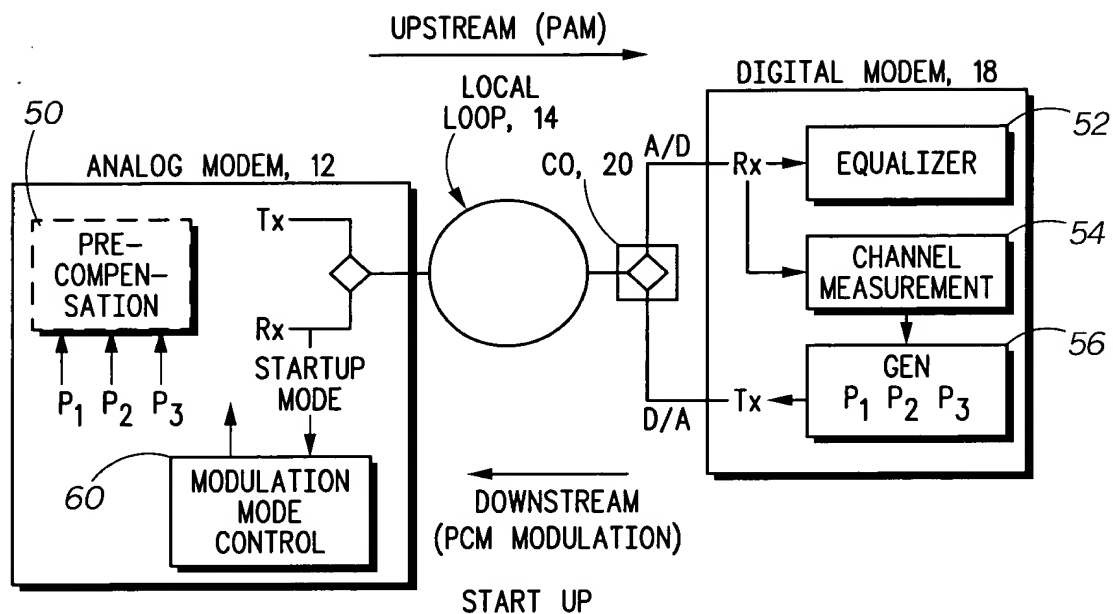 UPSTREAM (PAM)
LOCAL
LOOP, 14
DIGITAL MODEM, 18
50
ANALOG MODEM, 12
PRE-
COMPEN-
SATION
P1 P2 P3
Tx
Rx
STARTUP
MODE
60
MODULATION
MODE
CONTROL
CO, 20
A/D
D/A
Rx
EQUALIZER
52
CHANNEL
MEASUREMENT
54
Tx
GEN
P1 P2 P3
56
DOWNSTREAM
(PCM MODULATION)
START UP